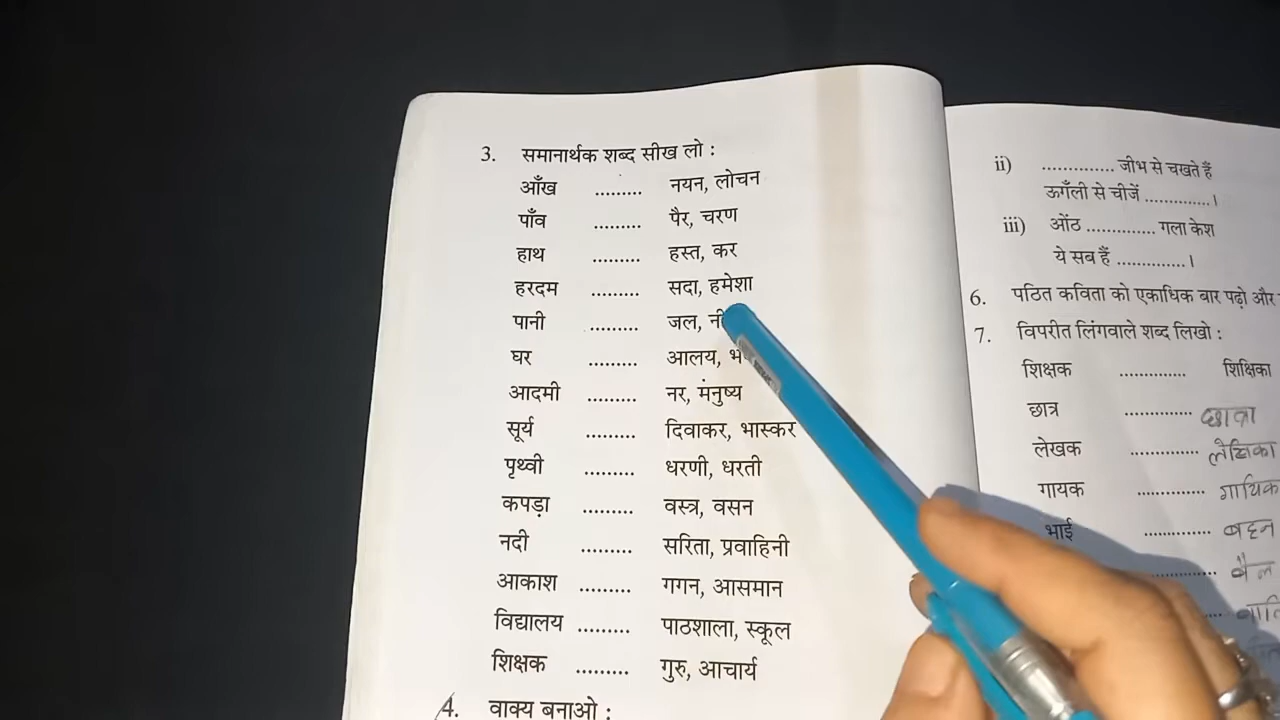 3. समानार्थक शब्द सीख लो :
आँख ......... नयन, लोचन
पाँव ......... पैर, चरण
हाथ ......... हस्त, कर
हरदम ......... सदा, हमेशा
पानी ......... जल,
घर ......... आलय,
आदमी ......... नर, मंनुष्य
सूर्य ......... दिवाकर, भास्कर
पृथ्वी ......... धरणी, धरती
कपड़ा ......... वस्त्र, वसन
नदी ......... सरिता, प्रवाहिनी
आकाश ......... गगन, आसमान
विद्यालय ......... पाठशाला, स्कूल
शिक्षक ......... गुरु, आचार्य
4. वाक्य बनाओ :
ii) .............. जीभ से चखते हैं
ऊगँली से चीजें ..............।
iii) ओंठ .............. गला केश
ये सब हैं ..............।
6. पठित कविता को एकाधिक बार पढ़ो और
7. विपरीत लिंगवाले शब्द लिखो :
शिक्षक .............. शिक्षिका
छात्र .............. छात्रा
लेखक .............. लेखिका
गायक .............. गायिक
भाई .............. बहन
बैल